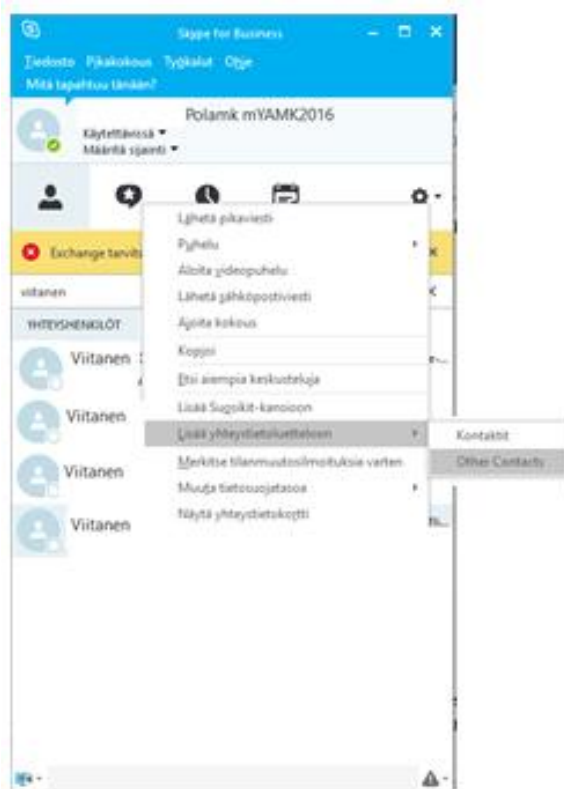 Skype for Business
Tiedosto Pikakokous Työkalut Ohje
Mitä tapahtuu tänään?
Polamk mYAMK2016
Käytettävissä
Määritä sijainti
Exchange
viitanen
YHTEYSHENKILÖT
Viitanen
Viitanen
Viitanen
Viitanen
Lähetä pikaviesti
Puhelu
Aloita videopuhelu
Lähetä sähköpostiviesti
Ajoita kokous
Kopioi
Etsi aiempia keskusteluja
Lisää Suosikit-kansioon
Lisää yhteystietoluetteloon
Merkitse tilanmuutosilmoituksia varten
Muuta tietosuojatasoa
Näytä yhteystietokortti
Kontaktit
Other Contacts